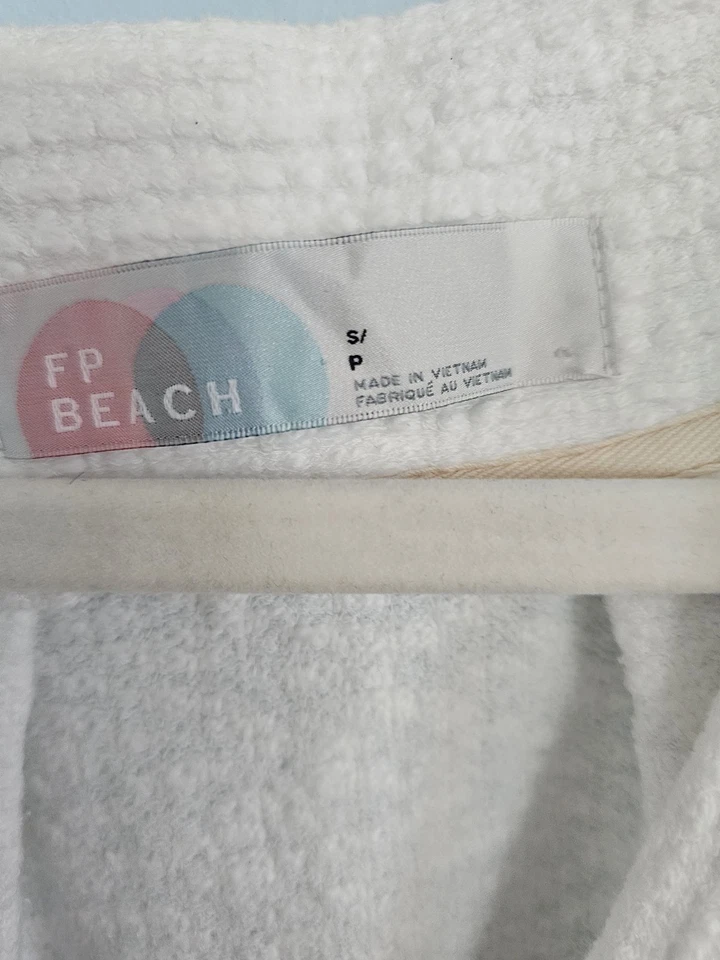 FP
BEACH
S/
P
MADE IN VIETNAM
FABRIQUÉ AU VIETNAM